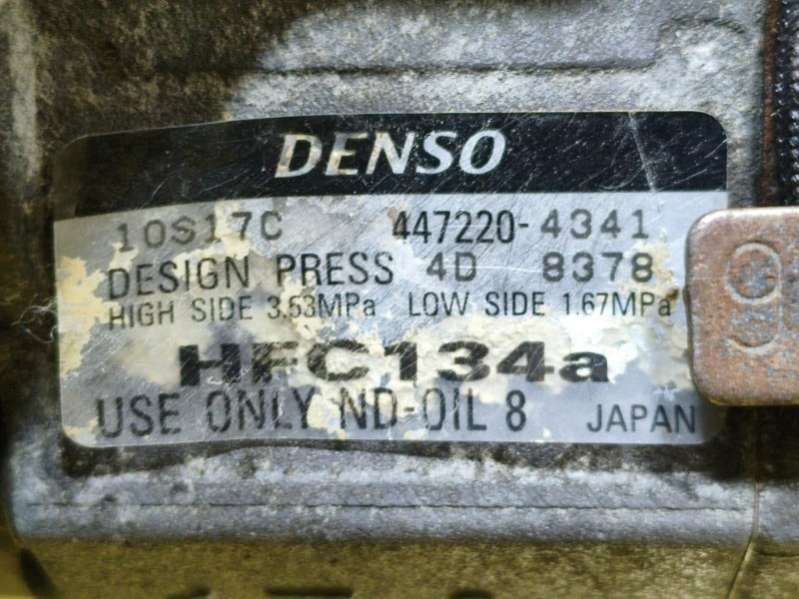 DENSO
10S17C 447220-4341
DESIGN PRESS 4D 8378
HIGH SIDE 3.53MPa LOW SIDE 1.67MPa
HFC134a
USE ONLY ND-OIL 8 JAPAN